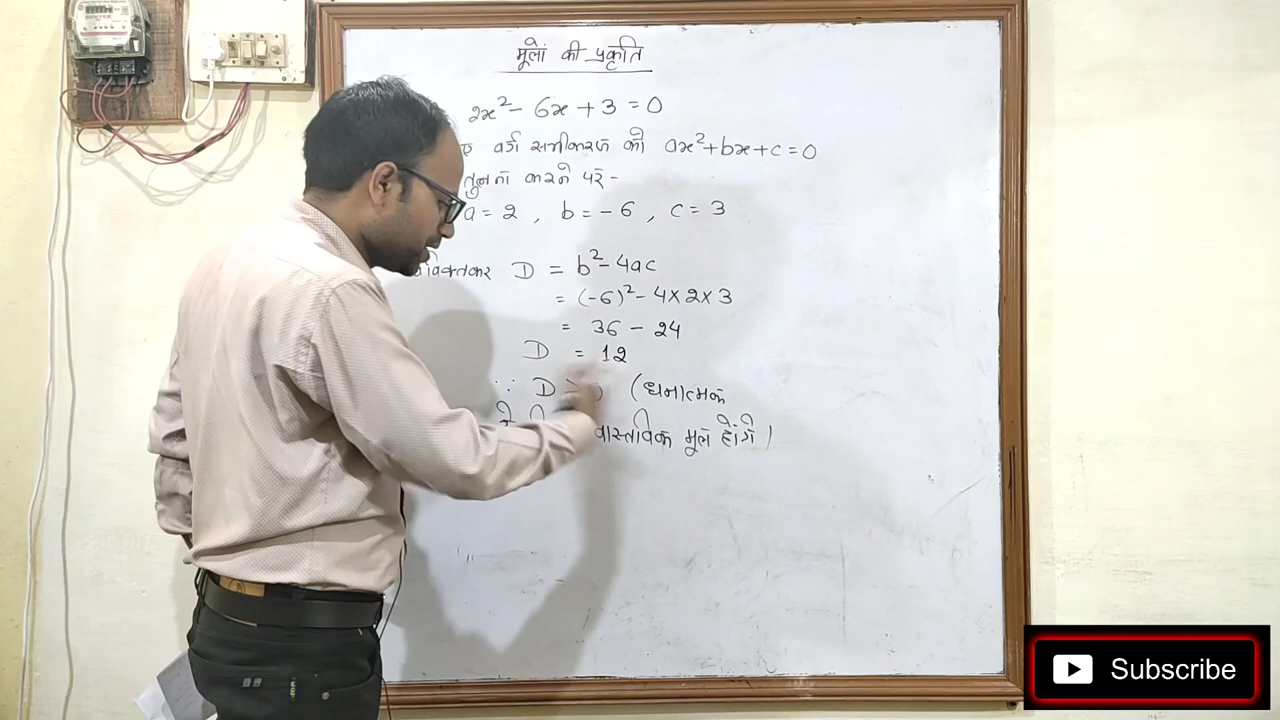 मूलों की प्रकृति
2x² - 6x + 3 = 0
वर्ग समीकरण की ax² + bx + c = 0
तुलना करने पर -
a = 2 , b = - 6 , c = 3
D = b² - 4ac
= (-6)² - 4 × 2 × 3
= 36 - 24
D = 12
∵ D > 0 (धनात्मक
वास्तविक मूल होंगे ।
Subscribe